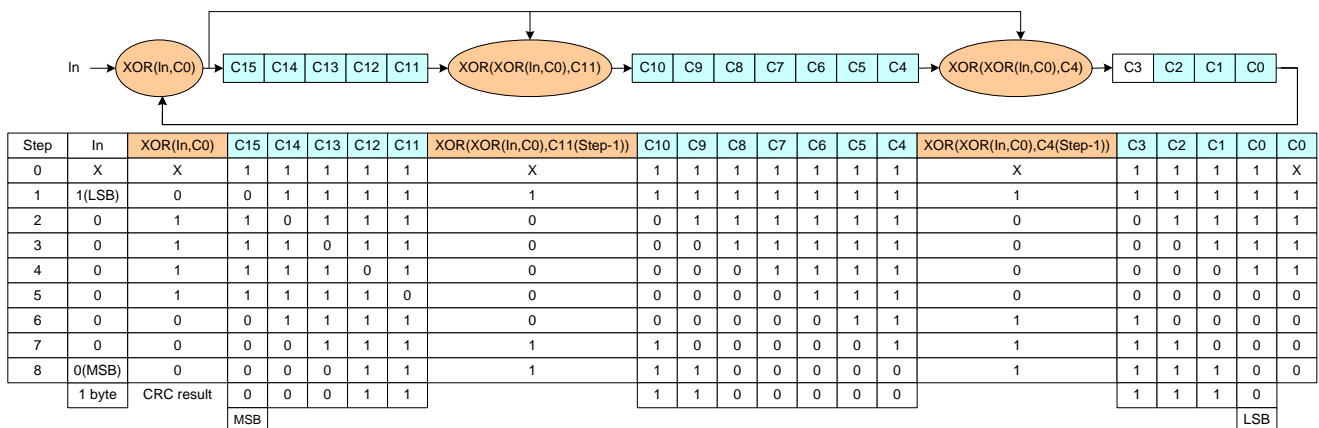 In XOR(In,C0) C15 C14 C13 C12 C11 XOR(XOR(In,C0),C11) C10 C9 C8 C7 C6 C5 C4 XOR(XOR(In,C0),C4) C3 C2 C1 C0
Step In XOR(In,C0) C15 C14 C13 C12 C11 XOR(XOR(In,C0),C11(Step-1)) C10 C9 C8 C7 C6 C5 C4 XOR(XOR(In,C0),C4(Step-1)) C3 C2 C1 C0 C0
0 X X 1 1 1 1 1 X 1 1 1 1 1 1 1 X 1 1 1 1 X
1 1(LSB) 0 0 1 1 1 1 1 1 1 1 1 1 1 1 1 1 1 1 1 1
2 0 1 1 0 1 1 1 0 0 1 1 1 1 1 1 0 0 1 1 1 1
3 0 1 1 1 0 1 1 0 0 0 1 1 1 1 1 0 0 0 1 1 1
4 0 1 1 1 1 0 1 0 0 0 0 1 1 1 1 0 0 0 0 1 1
5 0 1 1 1 1 1 0 0 0 0 0 0 1 1 1 0 0 0 0 0 0
6 0 0 0 1 1 1 1 0 0 0 0 0 0 1 1 1 1 0 0 0 0
7 0 0 0 0 1 1 1 1 1 0 0 0 0 0 1 1 1 1 0 0 0
8 0(MSB) 0 0 0 0 1 1 1 1 1 0 0 0 0 0 1 1 1 1 0 0
1 byte CRC result 0 0 0 1 1 1 1 0 0 0 0 0 1 1 1 0
MSB LSB